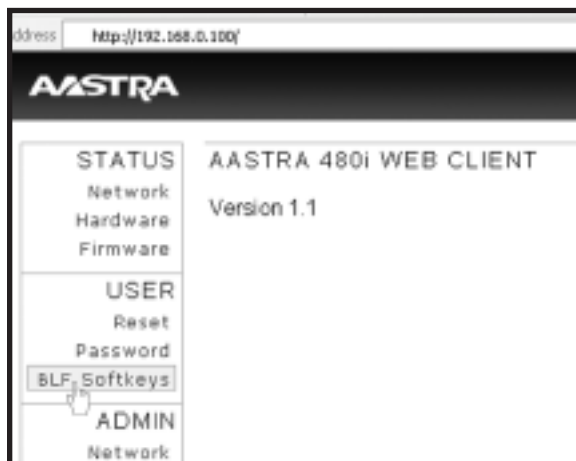 ddress http://192.168.0.100/
AASTRA
STATUS
Network
Hardware
Firmware
USER
Reset
Password
BLF Softkeys
ADMIN
Network
AASTRA 480i WEB CLIENT
Version 1.1